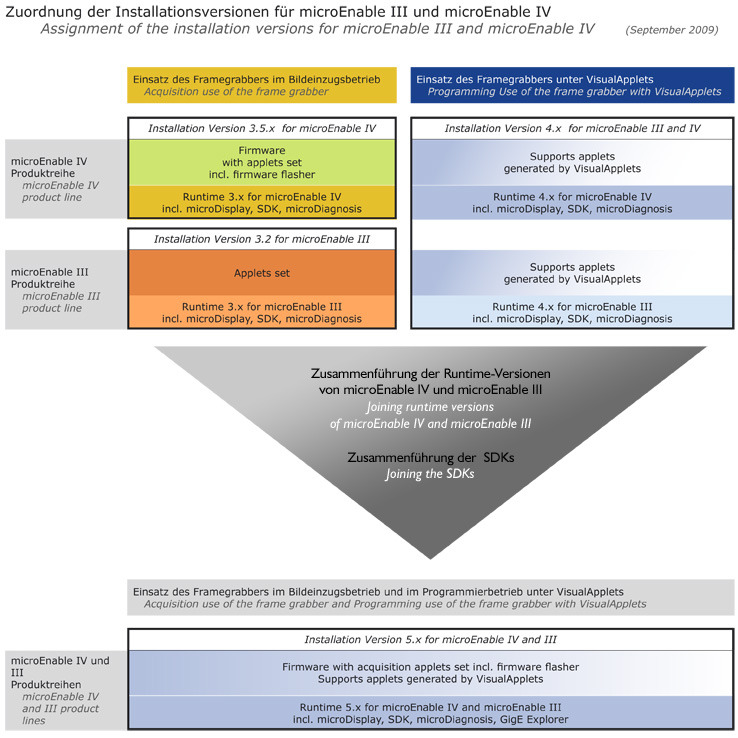 Zuordnung der Installationsversionen für microEnable III und microEnable IV
Assignment of the installation versions for microEnable III and microEnable IV
(September 2009)
Einsatz des Framegrabbers im Bildeinzugsbetrieb
Acquisition use of the frame grabber
Einsatz des Framegrabbers unter VisualApplets
Programming Use of the frame grabber with VisualApplets
microEnable IV
Produktreihe
microEnable IV
product line
Installation Version 3.5.x for microEnable IV
Firmware
with applets set
incl. firmware flasher
Runtime 3.x for microEnable IV
incl. microDisplay, SDK, microDiagnosis
Installation Version 4.x for microEnable III and IV
Supports applets
generated by VisualApplets
Runtime 4.x for microEnable IV
incl. microDisplay, SDK, microDiagnosis
microEnable III
Produktreihe
microEnable III
product line
Installation Version 3.2 for microEnable III
Applets set
Runtime 3.x for microEnable III
incl. microDisplay, SDK, microDiagnosis
Supports applets
generated by VisualApplets
Runtime 4.x for microEnable III
incl. microDisplay, SDK, microDiagnosis
Zusammenführung der Runtime-Versionen
von microEnable IV und microEnable III
Joining runtime versions
of microEnable IV and microEnable III
Zusammenführung der SDKs
Joining the SDKs
Einsatz des Framegrabbers im Bildeinzugsbetrieb und im Programmierbetrieb unter VisualApplets
Acquisition use of the frame grabber and Programming use of the frame grabber with VisualApplets
microEnable IV und
III
Produktreihen
microEnable IV
and III product
lines
Installation Version 5.x for microEnable IV and III
Firmware with acquisition applets set incl. firmware flasher
Supports applets generated by VisualApplets
Runtime 5.x for microEnable IV and microEnable III
incl. microDisplay, SDK, microDiagnosis, GigE Explorer